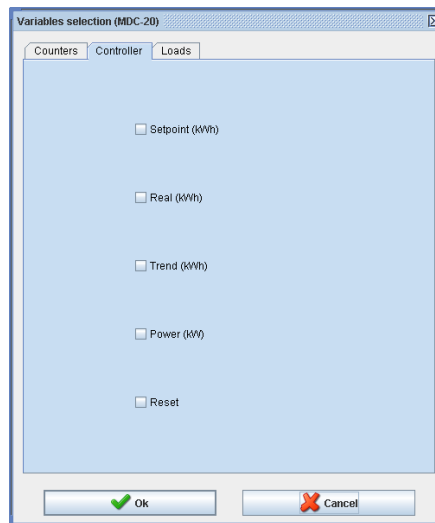 Variables selection (MDC-20)
Counters Controller Loads
Setpoint (kWh)
Real (kWh)
Trend (kWh)
Power (kW)
Reset
Ok Cancel